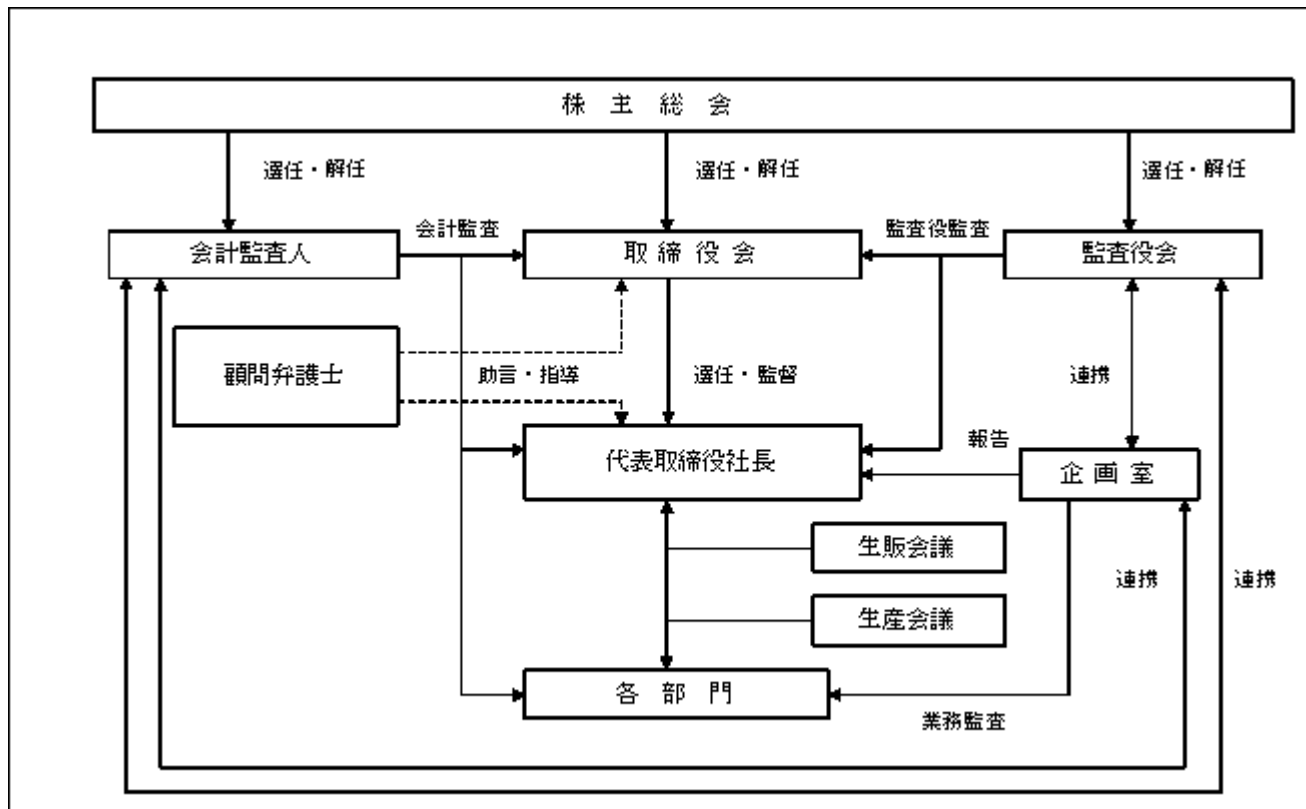 株主総会
選任・解任
選任・解任
選任・解任
会計監査
監査役監査
会計監査人
取締役会
監査役会
顧問弁護士
助言・指導
選任・監督
連携
代表取締役社長
報告
企画室
生販会議
連携
連携
生産会議
各部門
業務監査